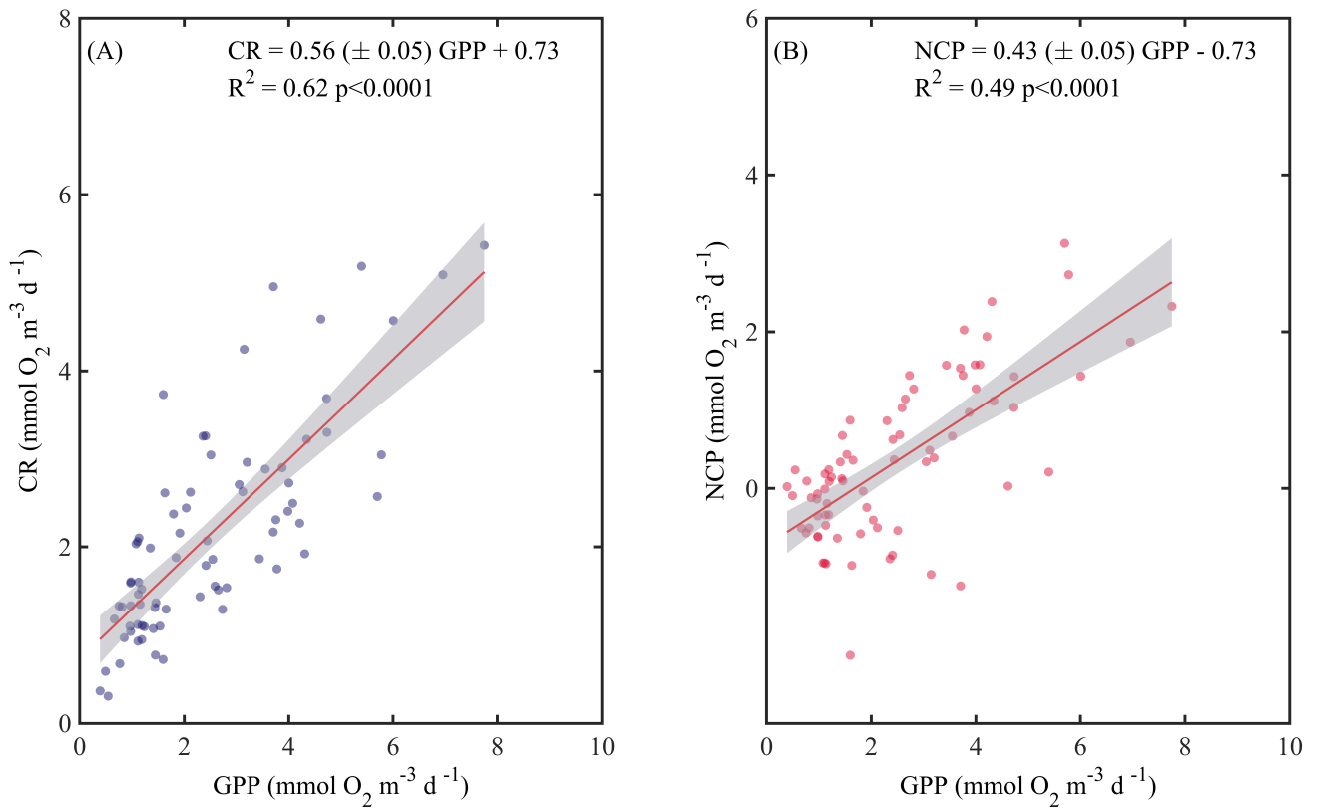 (A)
CR = 0.56 (± 0.05) GPP + 0.73
R² = 0.62 p<0.0001
8
6
4
2
0
0 2 4 6 8 10
CR (mmol O₂ m⁻³ d⁻¹)
GPP (mmol O₂ m⁻³ d⁻¹)
(B)
NCP = 0.43 (± 0.05) GPP - 0.73
R² = 0.49 p<0.0001
6
4
2
0
0 2 4 6 8 10
NCP (mmol O₂ m⁻³ d⁻¹)
GPP (mmol O₂ m⁻³ d⁻¹)